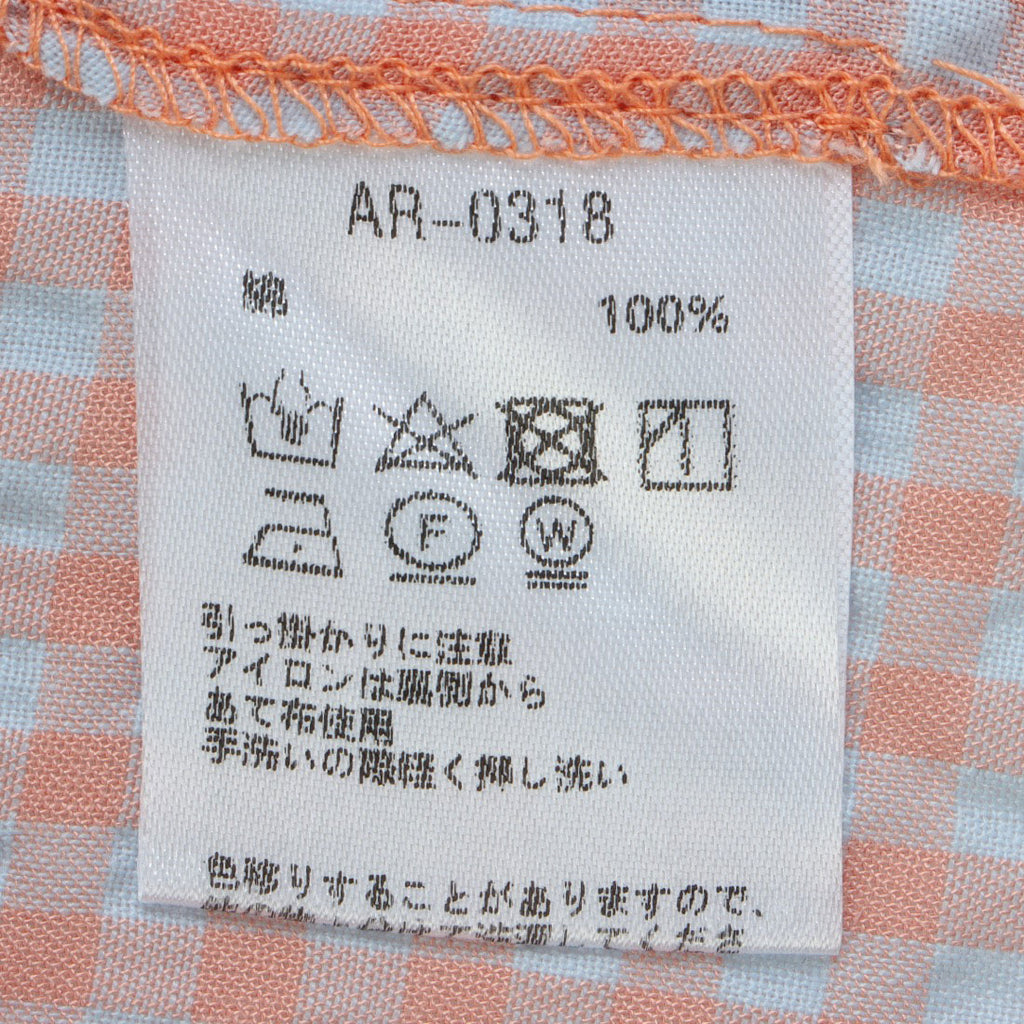 AR-0318
綿 100%
F W
引っ掛かりに注意
アイロンは裏側から
あて布使用
手洗いの際軽く押し洗い
色移りすることがありますので、